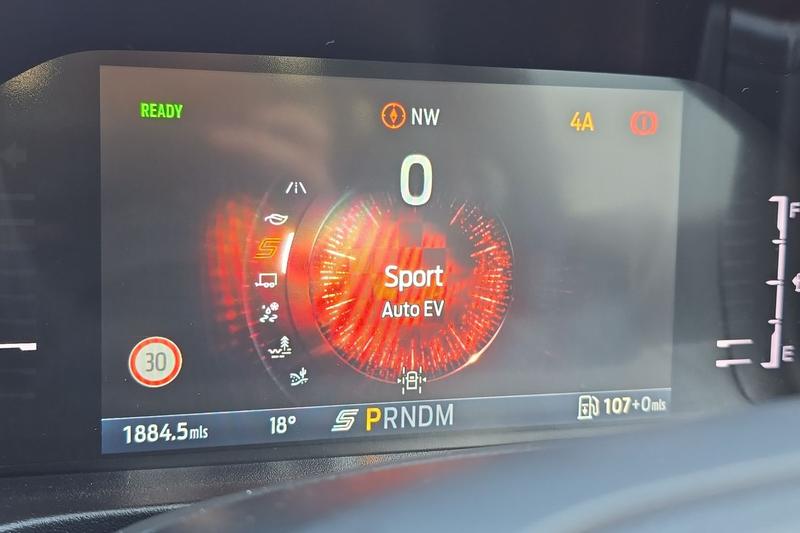 READY
NW
4A
0
Sport
Auto EV
30
F
E
1884.5mls
18°
S PRNDM
107+0mls